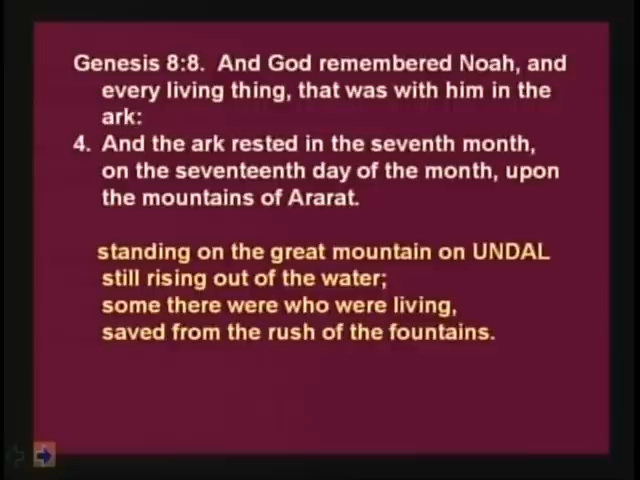 Genesis 8:8. And God remembered Noah, and
every living thing, that was with him in the
ark:
4. And the ark rested in the seventh month,
on the seventeenth day of the month, upon
the mountains of Ararat.
standing on the great mountain on UNDAL
still rising out of the water;
some there were who were living,
saved from the rush of the fountains.